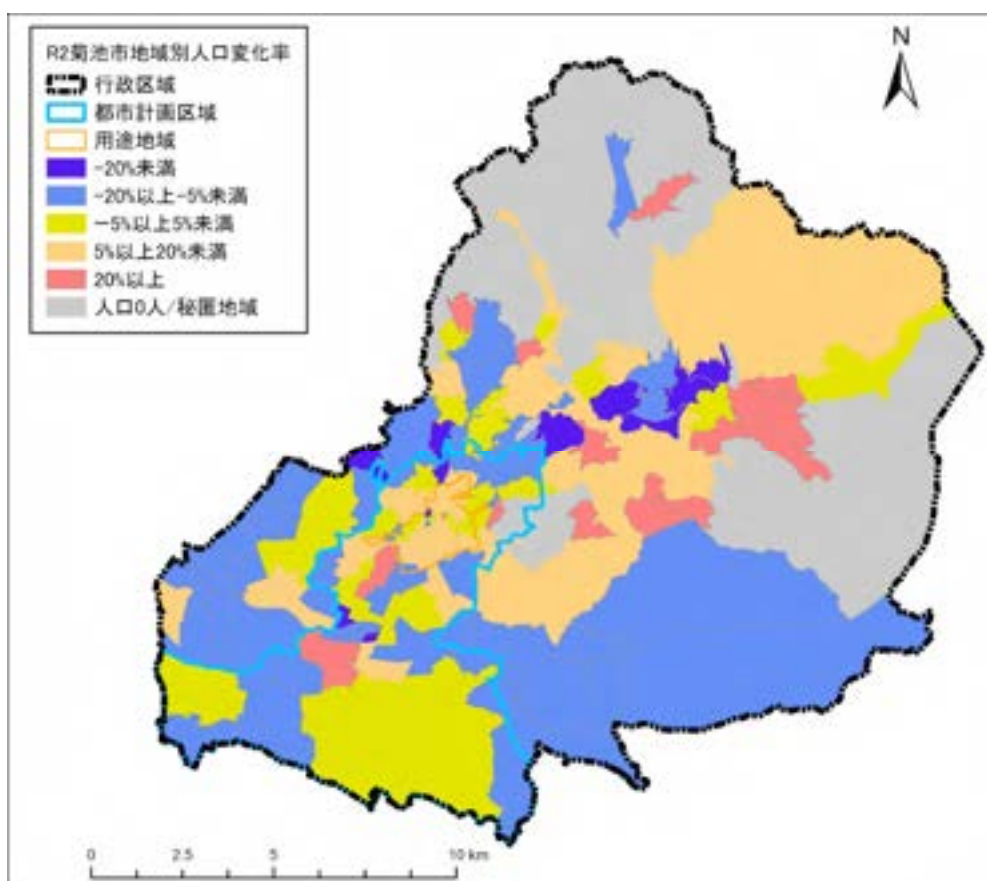 R2菊池市地域別人口変化率
行政区域
都市計画区域
用途地域
-20%未満
-20%以上-5%未満
－5%以上5%未満
5%以上20%未満
20%以上
人口0人/秘匿地域
N
0 2.5 5 10 km